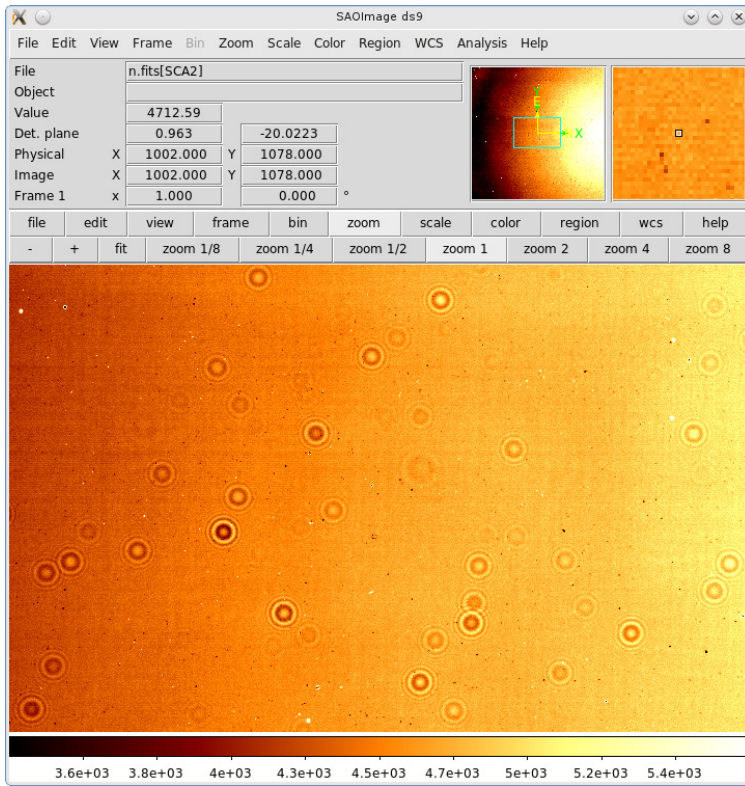 SAOImage ds9
File Edit View Frame Bin Zoom Scale Color Region WCS Analysis Help
File n.fits[SCA2]
Object
Value 4712.59
Det. plane 0.963 -20.0223
Physical X 1002.000 Y 1078.000
Image X 1002.000 Y 1078.000
Frame 1 x 1.000 0.000 °
Y
E
X
file edit view frame bin zoom scale color region wcs help
- + fit zoom 1/8 zoom 1/4 zoom 1/2 zoom 1 zoom 2 zoom 4 zoom 8
3.6e+03 3.8e+03 4e+03 4.3e+03 4.5e+03 4.7e+03 5e+03 5.2e+03 5.4e+03